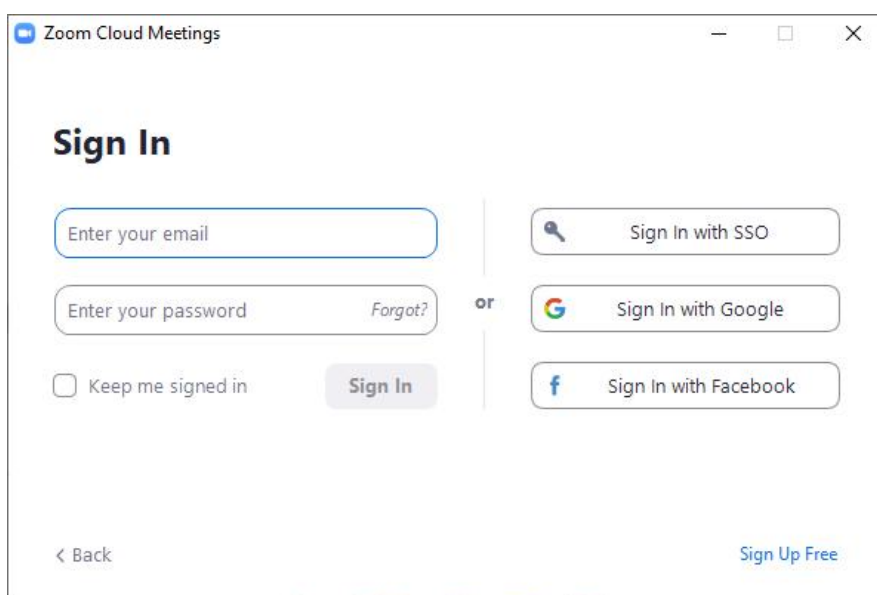 Zoom Cloud Meetings
Sign In
Enter your email
Enter your password Forgot?
Keep me signed in Sign In
or
Sign In with SSO
Sign In with Google
Sign In with Facebook
< Back
Sign Up Free